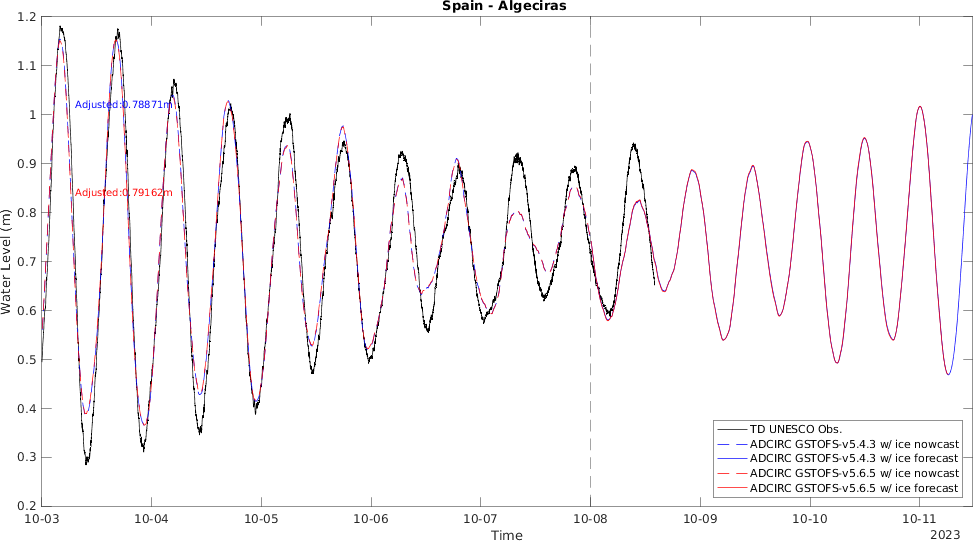 Spain - Algeciras
1.2
1.1
1
0.9
0.8
0.7
0.6
0.5
0.4
0.3
0.2
Water Level (m)
Adjusted:0.78871m
Adjusted:0.79162m
TD UNESCO Obs.
ADCIRC GSTOFS-v5.4.3 w/ ice nowcast
ADCIRC GSTOFS-v5.4.3 w/ ice forecast
ADCIRC GSTOFS-v5.6.5 w/ ice nowcast
ADCIRC GSTOFS-v5.6.5 w/ ice forecast
10-03 10-04 10-05 10-06 10-07 10-08 10-09 10-10 10-11
Time
2023